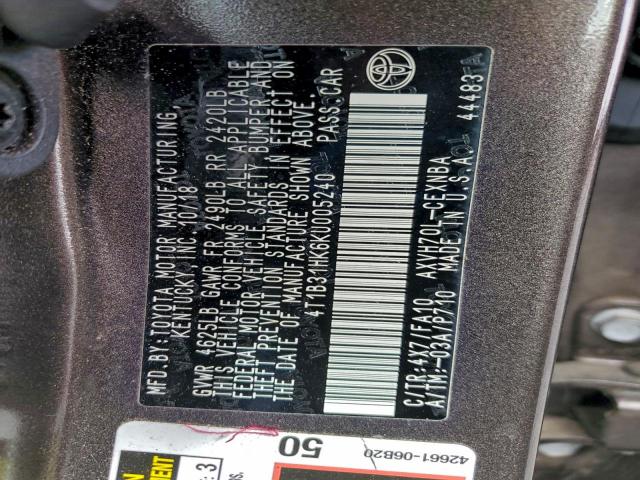 MFD. BY: TOYOTA MOTOR MANUFACTURING,
KENTUCKY, INC. 10/18
GVWR 4625LB GAWR FR 2490LB RR 2420LB
THIS VEHICLE CONFORMS TO ALL APPLICABLE
FEDERAL MOTOR VEHICLE SAFETY, BUMPER AND
THEFT PREVENTION STANDARDS IN EFFECT ON
THE DATE OF MANUFACTURE SHOWN ABOVE.
4T1B31HK6KU005240 PASS. CAR
C/TR:4X7/FA10 AXVH70L-CEXNBA
A/TM:-03A/P710 MADE IN U.S.A. 44483
50
42661-06B20